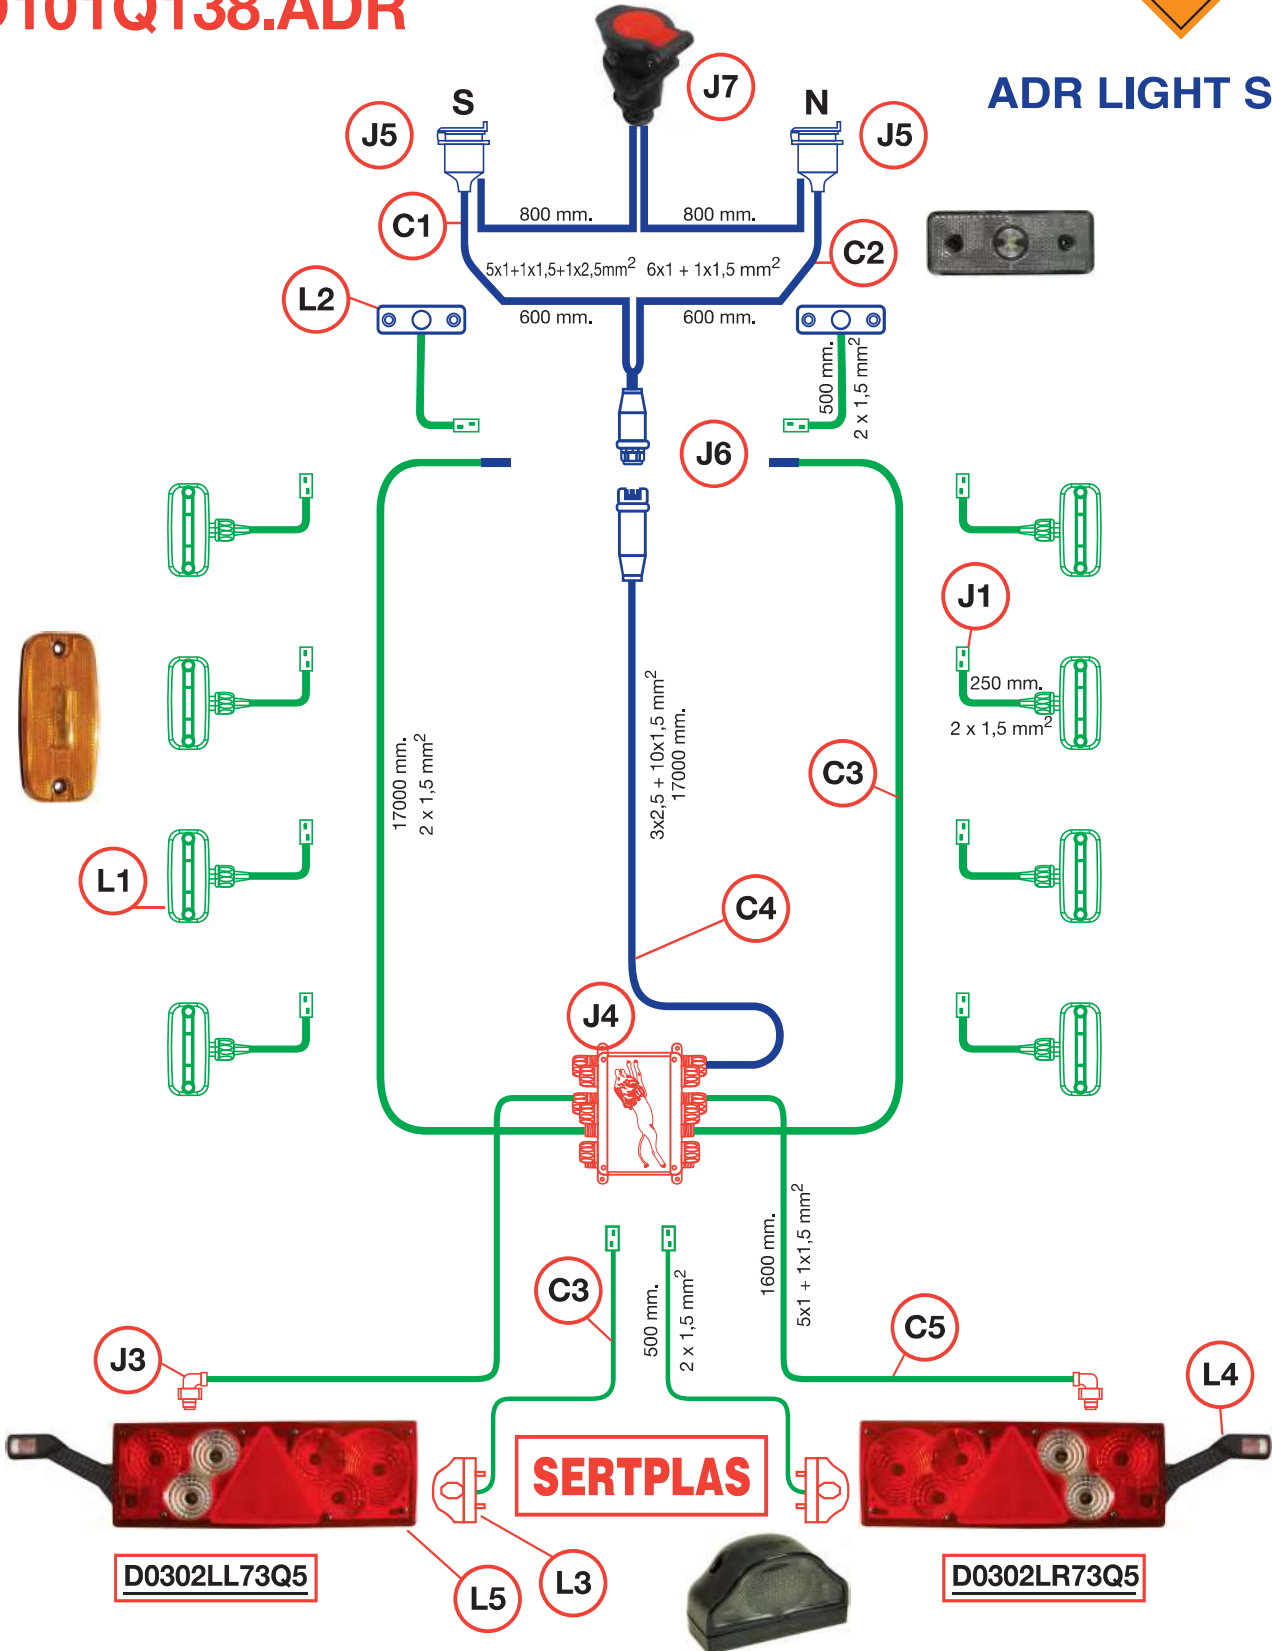 0101Q138.ADR
ADR LIGHT S
J7
S
N
J5
J5
800 mm.
800 mm.
C1
C2
5x1+1x1,5+1x2,5mm²
6x1 + 1x1,5 mm²
L2
600 mm.
600 mm.
500 mm.
2 x 1,5 mm²
J6
J1
250 mm.
2 x 1,5 mm²
17000 mm.
2 x 1,5 mm²
3x2,5 + 10x1,5 mm²
17000 mm.
C3
L1
C4
J4
1600 mm.
5x1 + 1x1,5 mm²
C3
500 mm.
2 x 1,5 mm²
C5
J3
L4
SERTPLAS
D0302LL73Q5
D0302LR73Q5
L5
L3